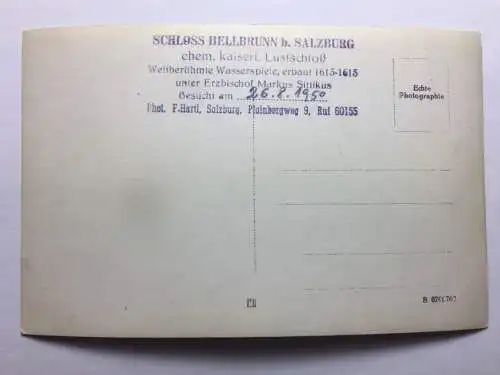 SCHLOSS HELLBRUNN b. SALZBURG
ehem. kaiserl. Lustschloß
Weltberühmte Wasserspiele, erbaut 1613-1615
unter Erzbischof Markus Sittikus
Besucht am 26.8.1950
Phot. F. Hartl, Salzburg, Plainbergweg 9, Ruf 60155
Echte
Photographie